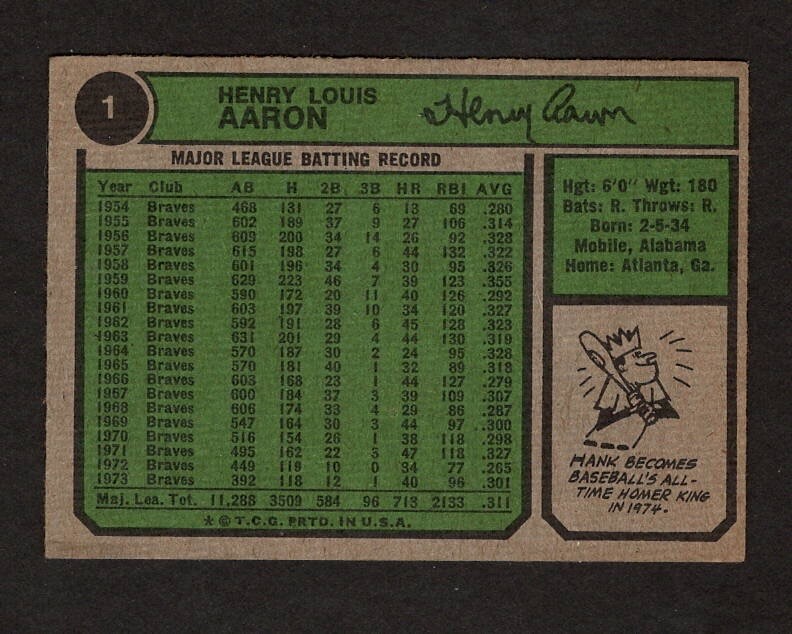 1
HENRY LOUIS
AARON
Henry Aaron
MAJOR LEAGUE BATTING RECORD
Year Club AB H 2B 3B HR RBI AVG
1954 Braves 468 131 27 6 13 69 .280
1955 Braves 602 189 37 9 27 106 .314
1956 Braves 609 200 34 14 26 92 .328
1957 Braves 615 198 27 6 44 132 .322
1958 Braves 601 196 34 4 30 95 .326
1959 Braves 629 223 46 7 39 123 .355
1960 Braves 590 172 20 11 40 126 .292
1961 Braves 603 197 39 10 34 120 .327
1962 Braves 592 191 28 6 45 128 .323
1963 Braves 631 201 29 4 44 130 .319
1964 Braves 570 187 30 2 24 95 .328
1965 Braves 570 181 40 1 32 89 .318
1966 Braves 603 168 23 1 44 127 .279
1967 Braves 600 184 37 3 39 109 .307
1968 Braves 606 174 33 4 29 86 .287
1969 Braves 547 164 30 3 44 97 .300
1970 Braves 516 154 26 1 38 118 .298
1971 Braves 495 162 22 3 47 118 .327
1972 Braves 449 119 10 0 34 77 .265
1973 Braves 392 118 12 1 40 96 .301
Maj. Lea. Tot. 11,288 3509 584 96 713 2133 .311
* © T.C.G. PRTD. IN U.S.A.
Hgt: 6'0" Wgt: 180
Bats: R. Throws: R.
Born: 2-5-34
Mobile, Alabama
Home: Atlanta, Ga.
HANK BECOMES
BASEBALL'S ALL-
TIME HOMER KING
IN 1974.